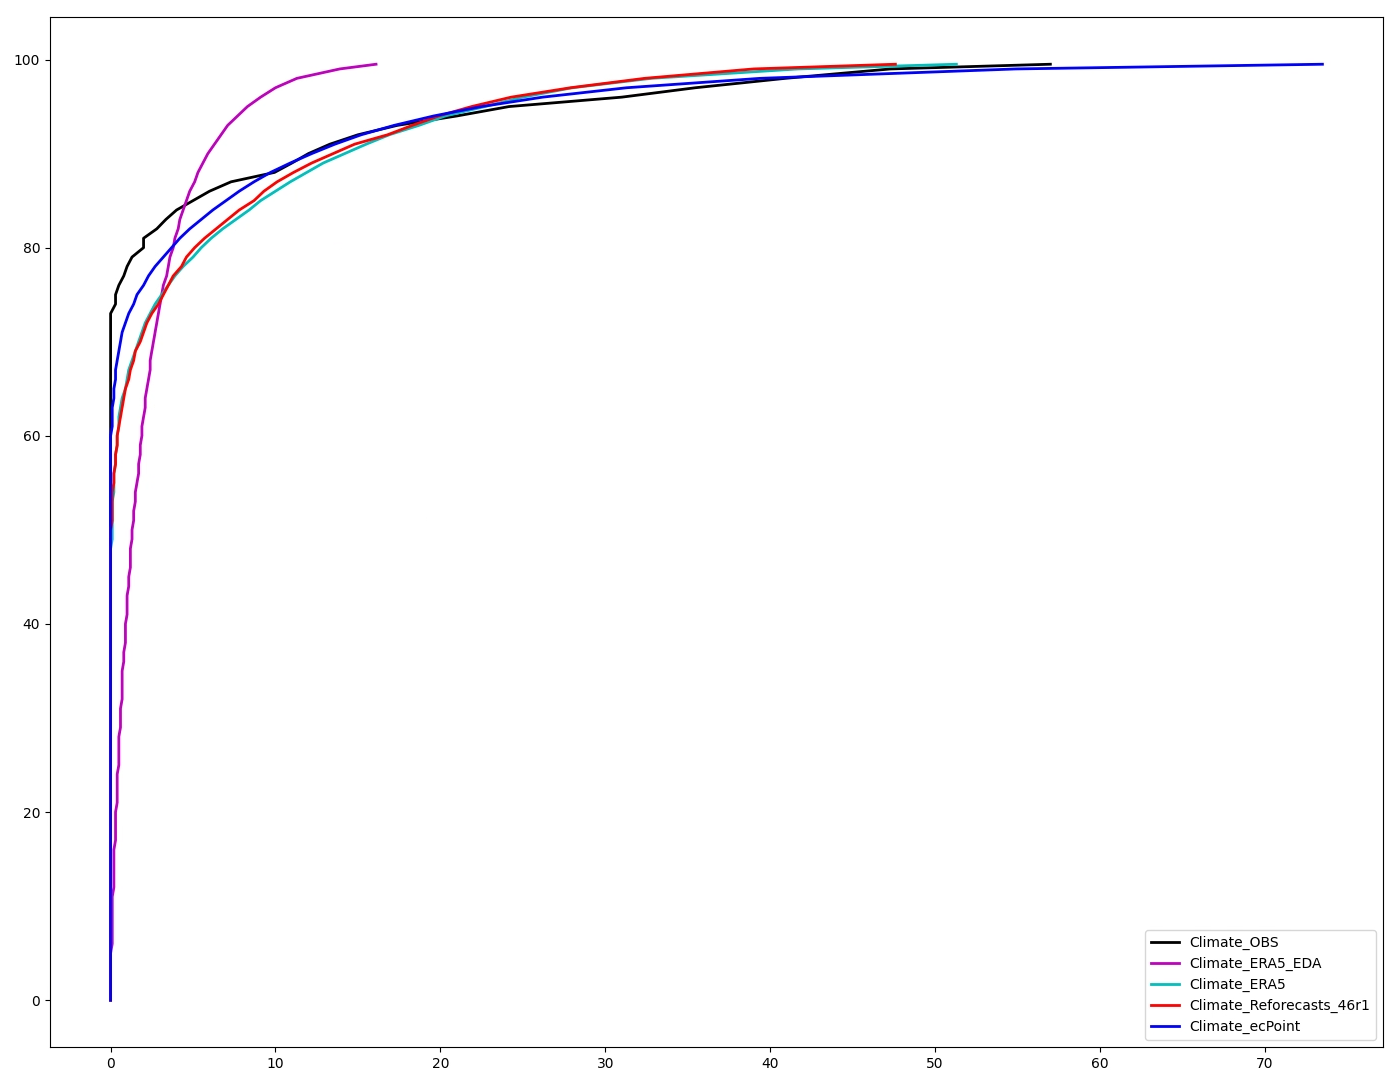 100
80
60
40
20
0
0 10 20 30 40 50 60 70
Climate_OBS
Climate_ERA5_EDA
Climate_ERA5
Climate_Reforecasts_46r1
Climate_ecPoint